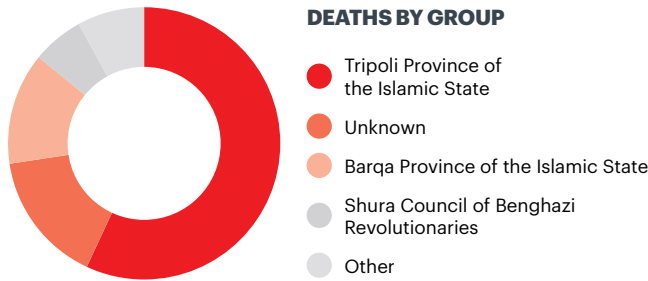 DEATHS BY GROUP
Tripoli Province of
the Islamic State
Unknown
Barqa Province of the Islamic State
Shura Council of Benghazi
Revolutionaries
Other